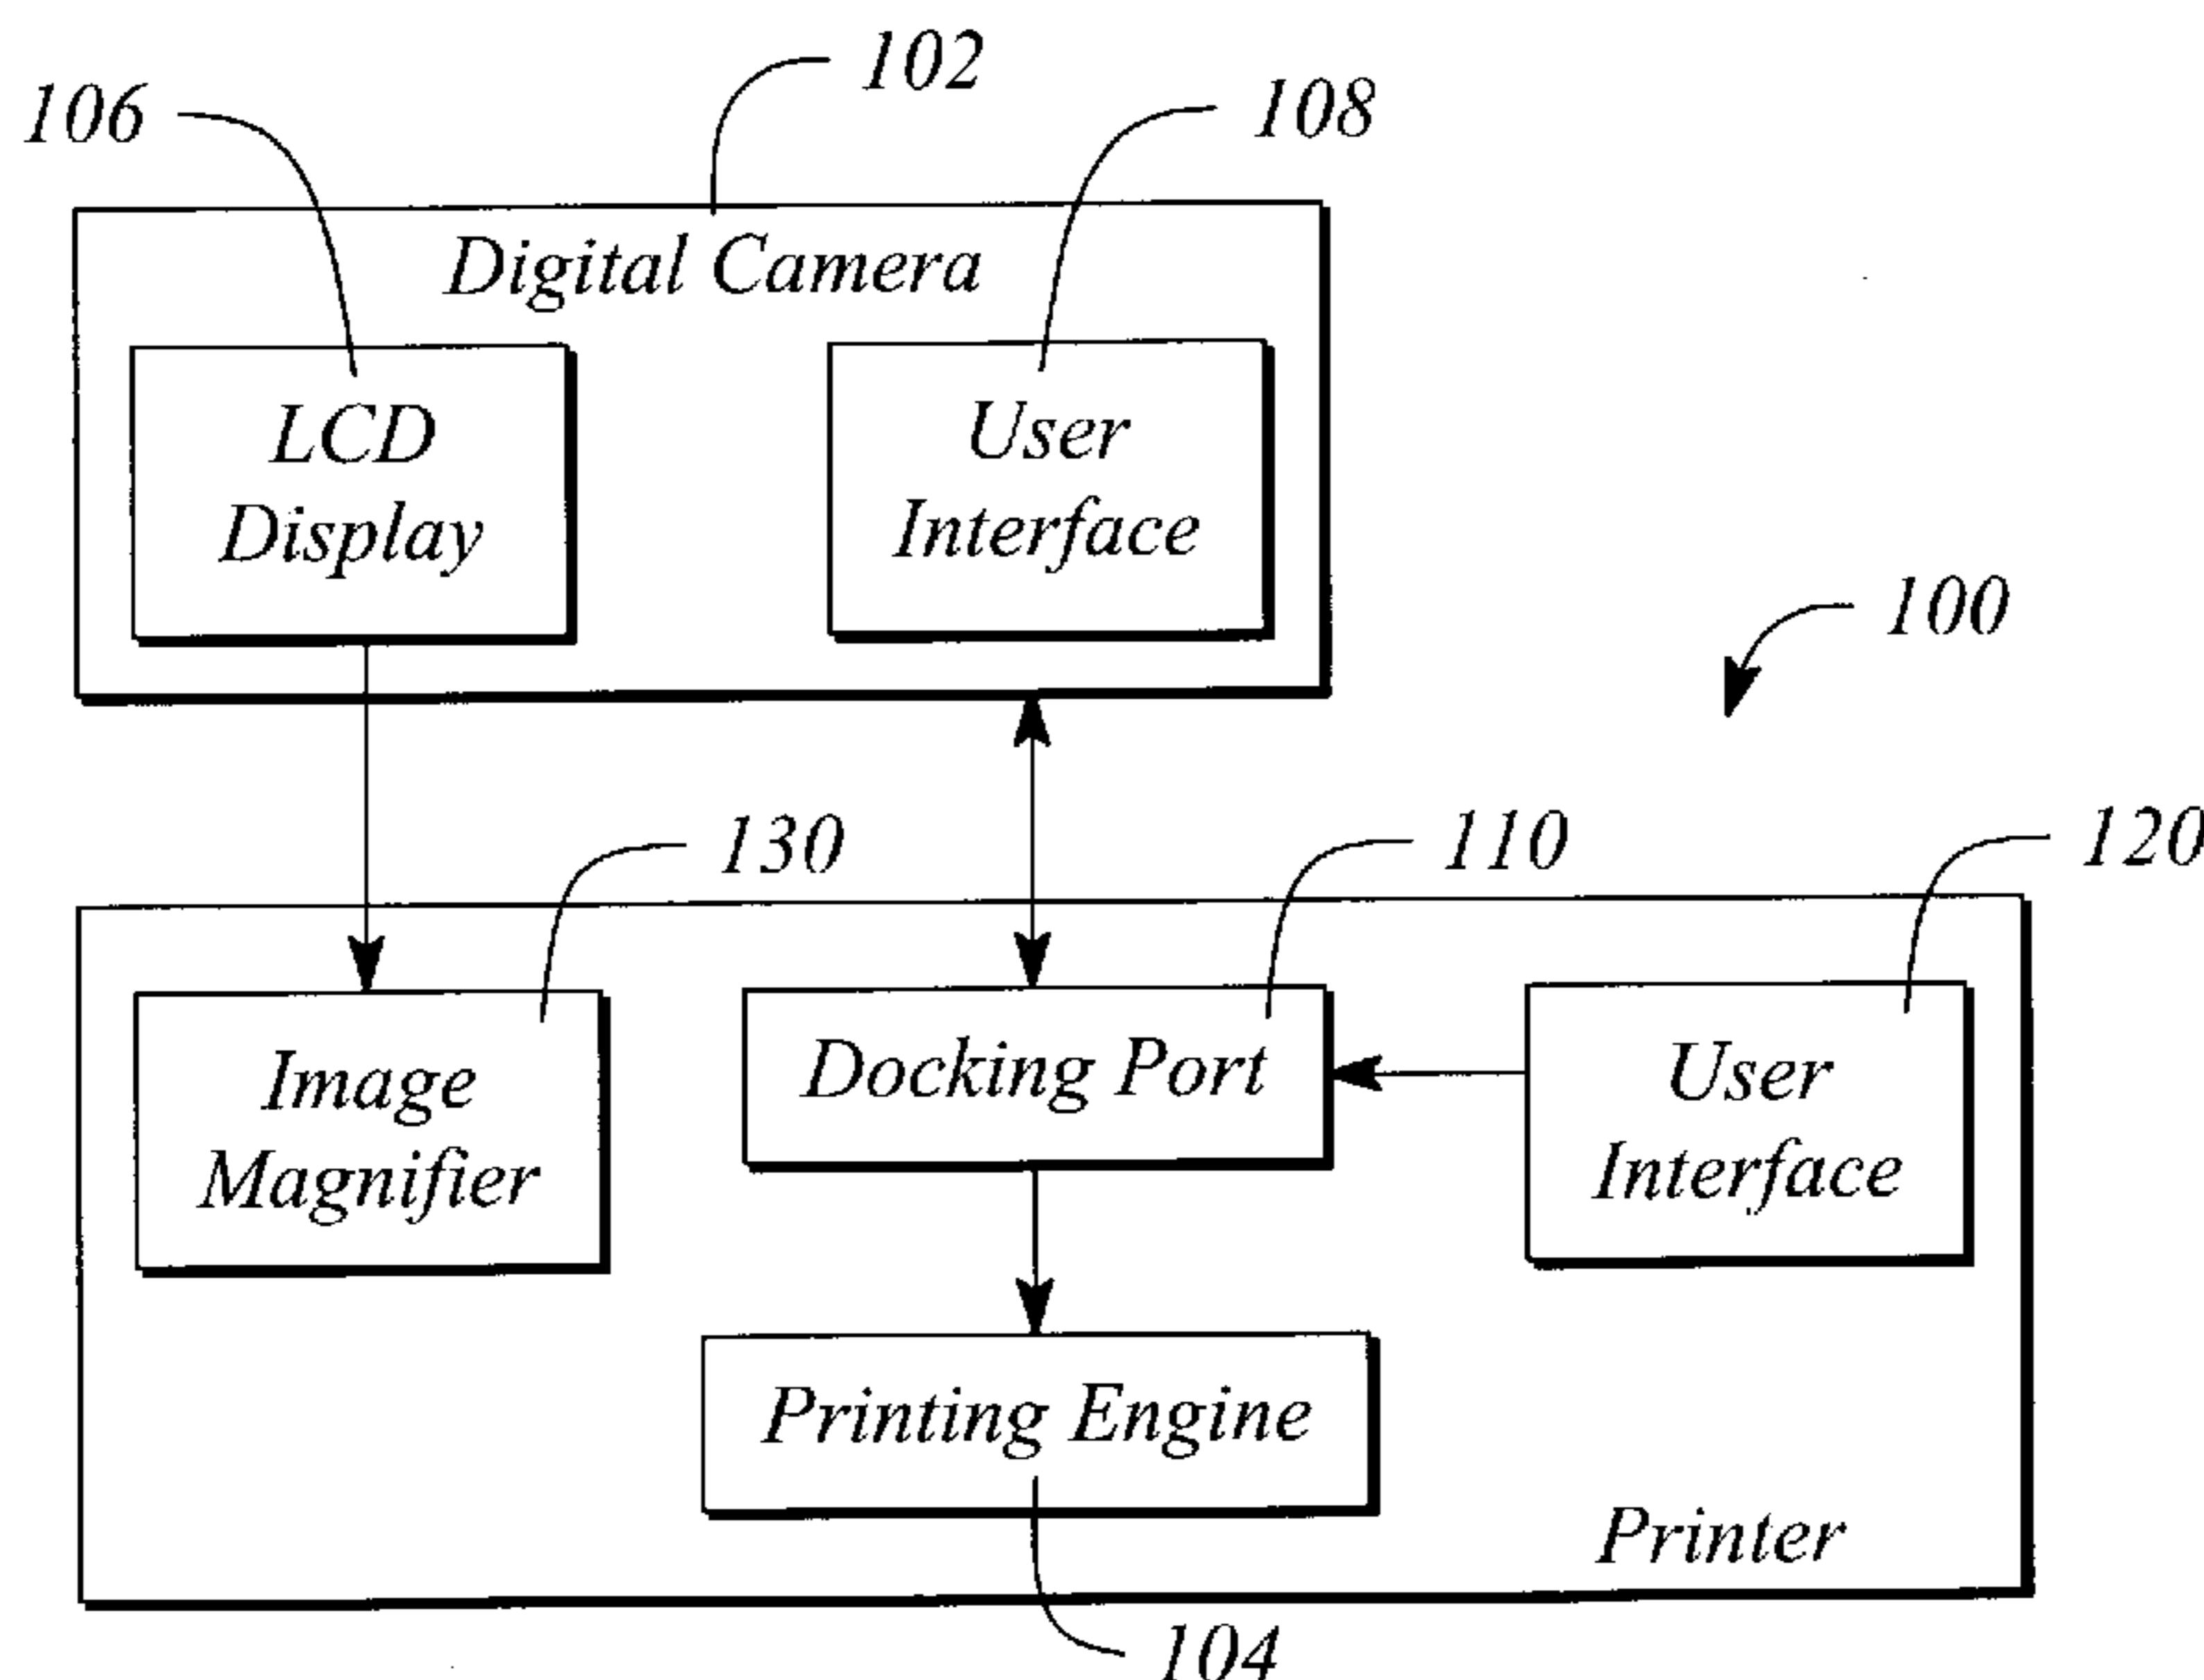 102
106
108
Digital Camera
LCD
Display
User
Interface
100
130
110
120
Image
Magnifier
Docking Port
User
Interface
Printing Engine
Printer
104